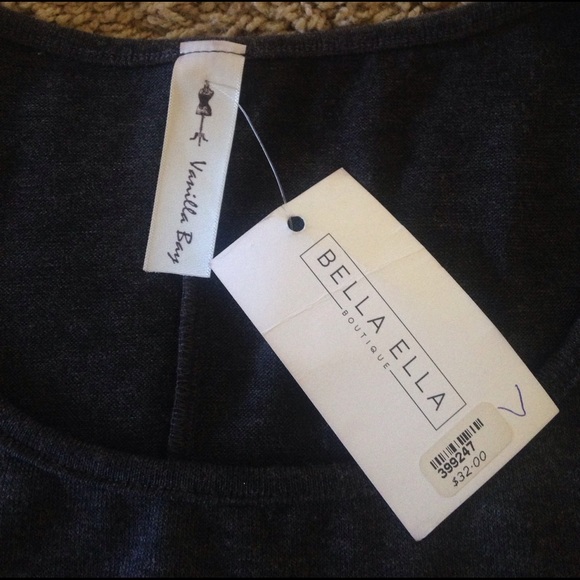 Vanilla Bay
BELLA ELLA
BOUTIQUE
399247
$32.00